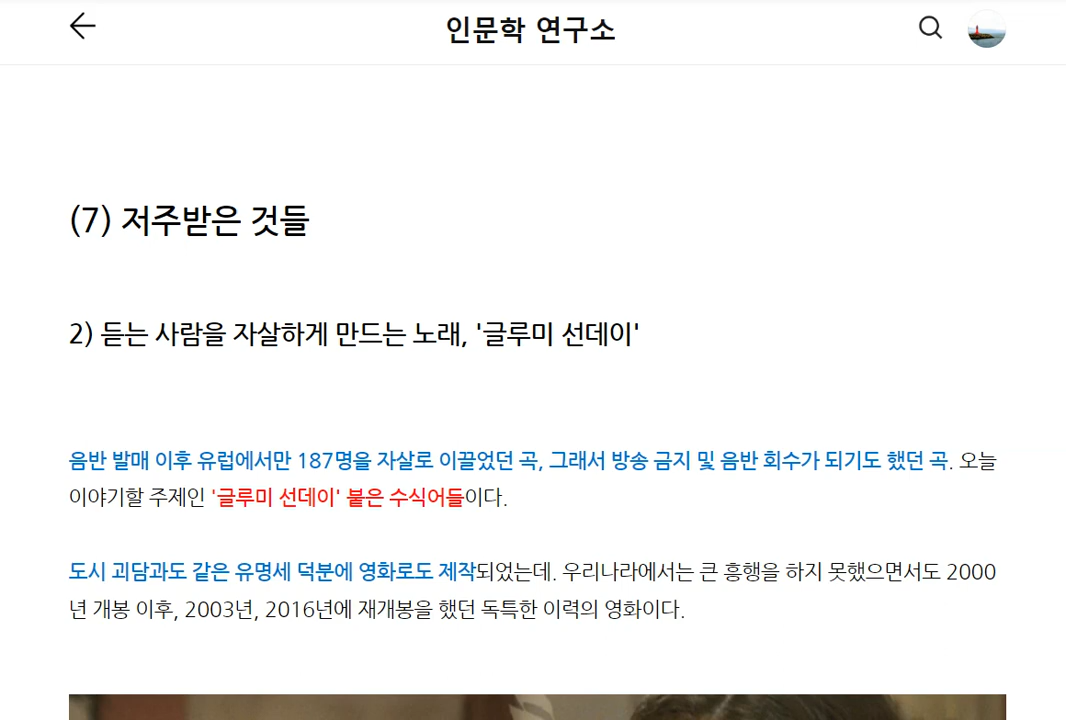 인문학 연구소
(7) 저주받은 것들
2) 듣는 사람을 자살하게 만드는 노래, '글루미 선데이'
음반 발매 이후 유럽에서만 187명을 자살로 이끌었던 곡, 그래서 방송 금지 및 음반 회수가 되기도 했던 곡. 오늘
이야기할 주제인 '글루미 선데이' 붙은 수식어들이다.
도시 괴담과도 같은 유명세 덕분에 영화로도 제작되었는데. 우리나라에서는 큰 흥행을 하지 못했으면서도 2000
년 개봉 이후, 2003년, 2016년에 재개봉을 했던 독특한 이력의 영화이다.